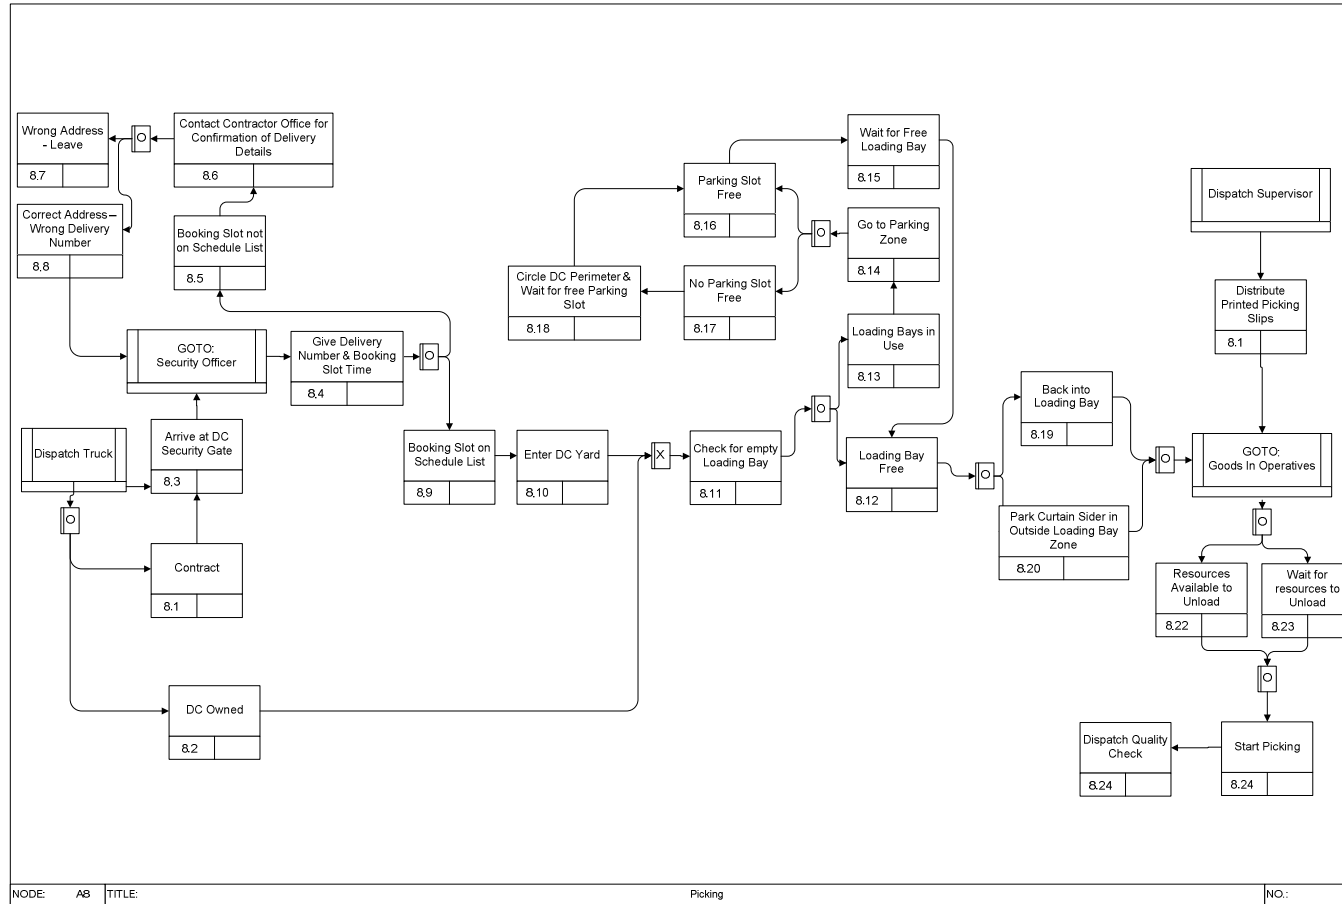 Wrong Address
- Leave
8.7
O
Contact Contractor Office for
Confirmation of Delivery
Details
8.6
Correct Address–
Wrong Delivery
Number
8.8
Booking Slot not
on Schedule List
8.5
GOTO:
Security Officer
Give Delivery
Number & Booking
Slot Time
8.4
O
Dispatch Truck
Arrive at DC
Security Gate
8.3
O
Contract
8.1
DC Owned
8.2
Booking Slot on
Schedule List
8.9
Enter DC Yard
8.10
X
Check for empty
Loading Bay
8.11
O
Circle DC Perimeter &
Wait for free Parking
Slot
8.18
Parking Slot
Free
8.16
No Parking Slot
Free
8.17
O
Wait for Free
Loading Bay
8.15
Go to Parking
Zone
8.14
Loading Bays in
Use
8.13
Loading Bay
Free
8.12
O
Back into
Loading Bay
8.19
Park Curtain Sider in
Outside Loading Bay
Zone
8.20
O
Dispatch Supervisor
Distribute
Printed Picking
Slips
8.1
GOTO:
Goods In Operatives
O
Resources
Available to
Unload
8.22
Wait for
resources to
Unload
8.23
O
Start Picking
8.24
Dispatch Quality
Check
8.24
NODE: A8 TITLE: Picking NO.: